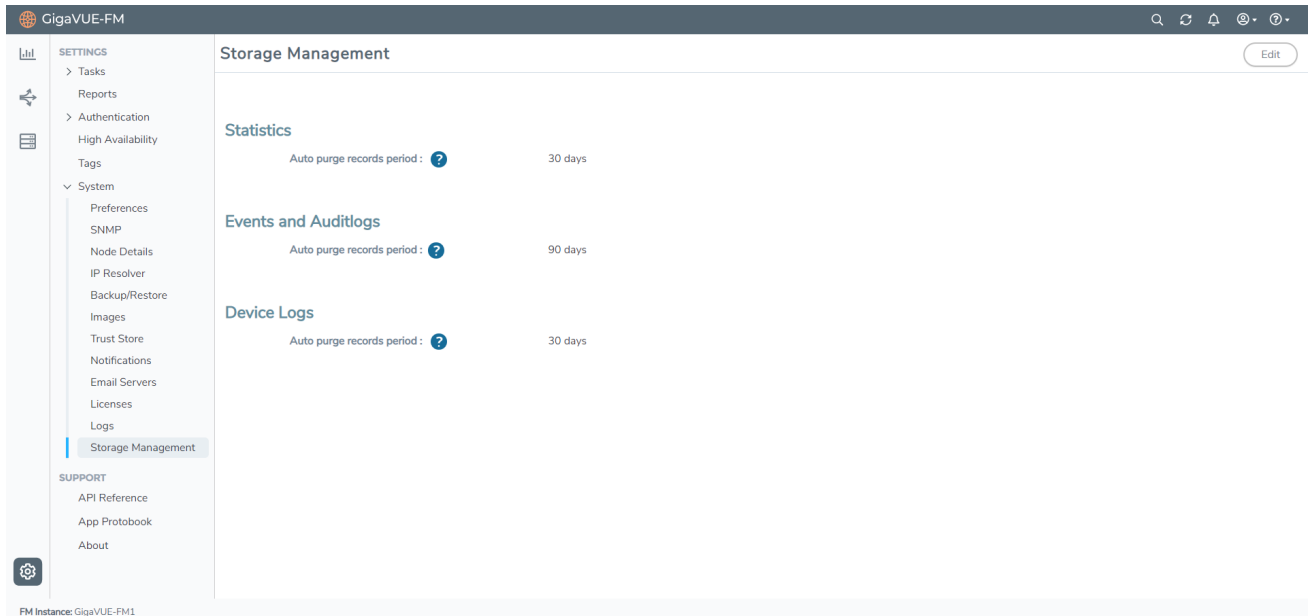 GigaVUE-FM
SETTINGS
Tasks
Reports
Authentication
High Availability
Tags
System
Preferences
SNMP
Node Details
IP Resolver
Backup/Restore
Images
Trust Store
Notifications
Email Servers
Licenses
Logs
Storage Management
SUPPORT
API Reference
App Protobook
About
Storage Management
Edit
Statistics
Auto purge records period : ? 30 days
Events and Auditlogs
Auto purge records period : ? 90 days
Device Logs
Auto purge records period : ? 30 days
FM Instance: GigaVUE-FM1